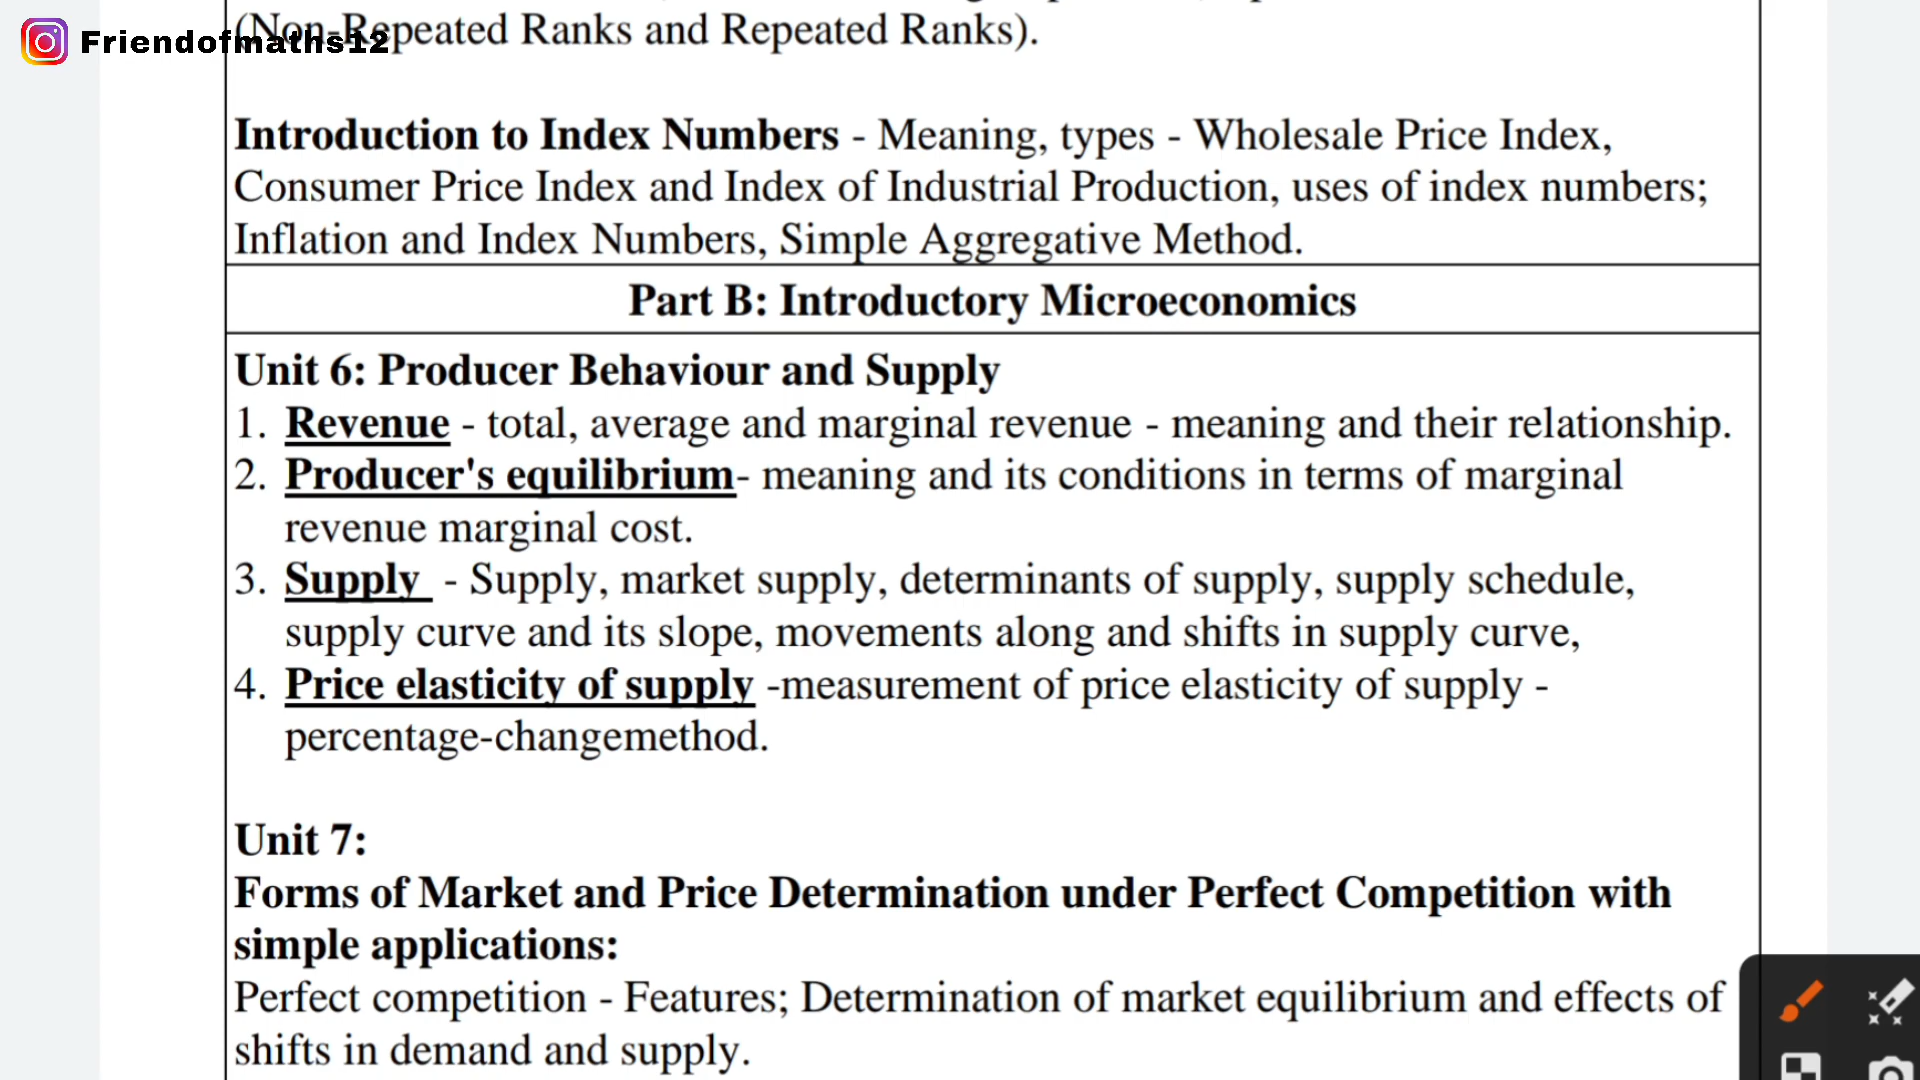 (Non-Repeated Ranks and Repeated Ranks).
Friendofmaths12
Introduction to Index Numbers - Meaning, types - Wholesale Price Index,
Consumer Price Index and Index of Industrial Production, uses of index numbers;
Inflation and Index Numbers, Simple Aggregative Method.
Part B: Introductory Microeconomics
Unit 6: Producer Behaviour and Supply
1. Revenue - total, average and marginal revenue - meaning and their relationship.
2. Producer's equilibrium- meaning and its conditions in terms of marginal
revenue marginal cost.
3. Supply - Supply, market supply, determinants of supply, supply schedule,
supply curve and its slope, movements along and shifts in supply curve,
4. Price elasticity of supply -measurement of price elasticity of supply -
percentage-changemethod.
Unit 7:
Forms of Market and Price Determination under Perfect Competition with
simple applications:
Perfect competition - Features; Determination of market equilibrium and effects of
shifts in demand and supply.